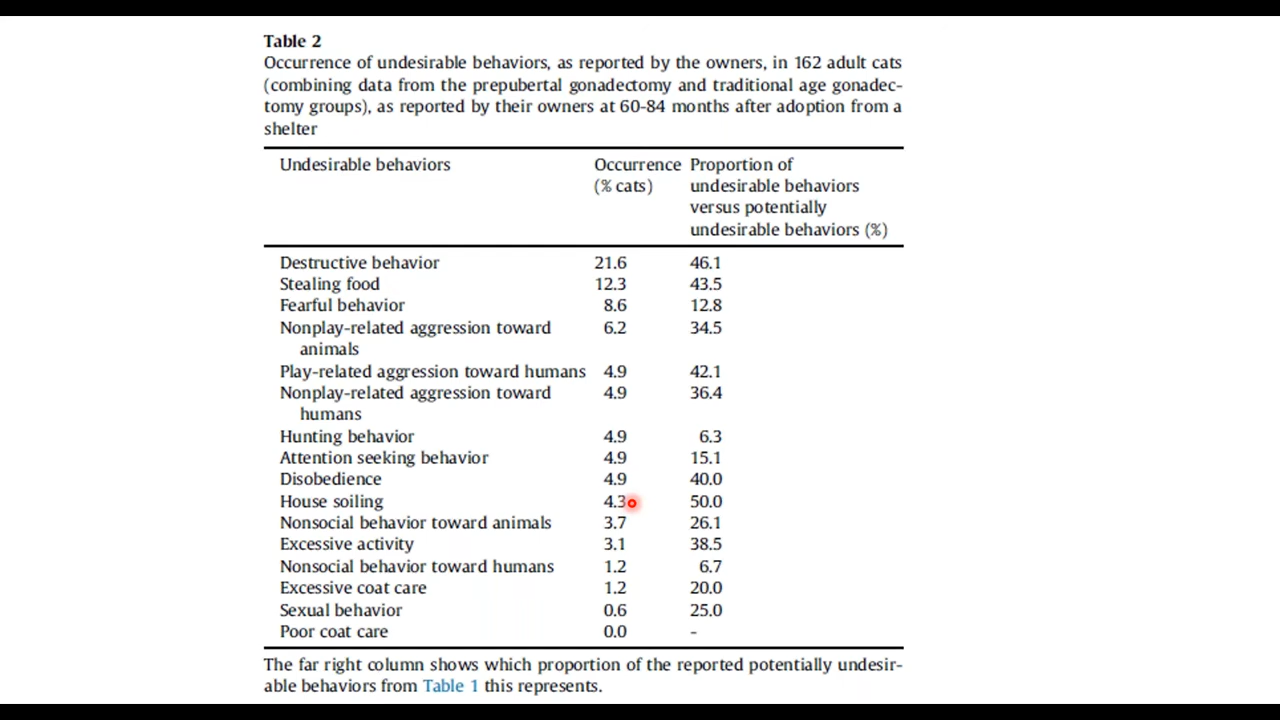 Table 2
Occurrence of undesirable behaviors, as reported by the owners, in 162 adult cats
(combining data from the prepubertal gonadectomy and traditional age gonadec-
tomy groups), as reported by their owners at 60-84 months after adoption from a
shelter
Undesirable behaviors Occurrence Proportion of
(% cats) undesirable behaviors
versus potentially
undesirable behaviors (%)
Destructive behavior 21.6 46.1
Stealing food 12.3 43.5
Fearful behavior 8.6 12.8
Nonplay-related aggression toward 6.2 34.5
animals
Play-related aggression toward humans 4.9 42.1
Nonplay-related aggression toward 4.9 36.4
humans
Hunting behavior 4.9 6.3
Attention seeking behavior 4.9 15.1
Disobedience 4.9 40.0
House soiling 4.3 50.0
Nonsocial behavior toward animals 3.7 26.1
Excessive activity 3.1 38.5
Nonsocial behavior toward humans 1.2 6.7
Excessive coat care 1.2 20.0
Sexual behavior 0.6 25.0
Poor coat care 0.0 -
The far right column shows which proportion of the reported potentially undesir-
able behaviors from Table 1 this represents.